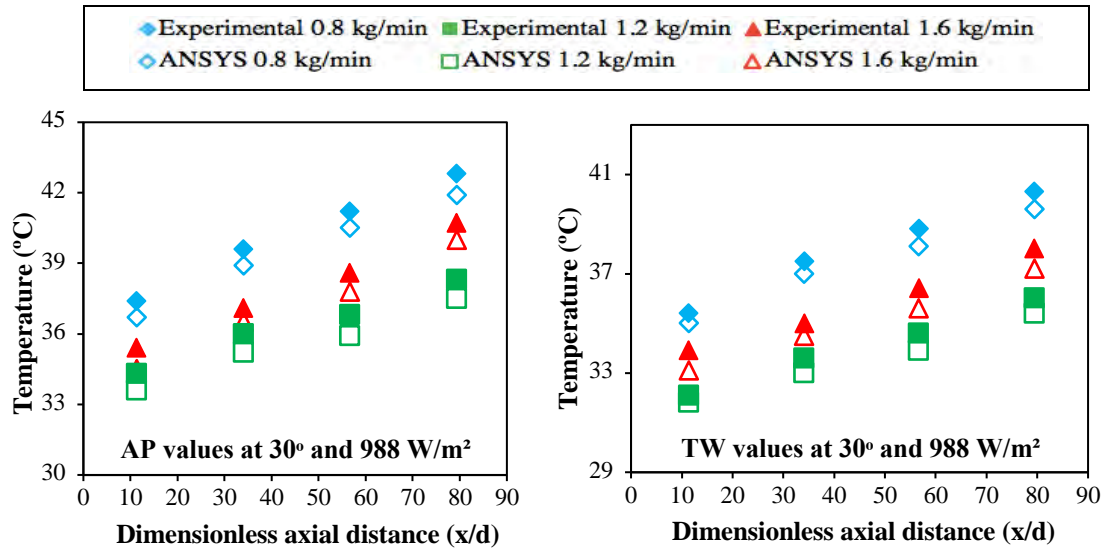 Experimental 0.8 kg/min Experimental 1.2 kg/min Experimental 1.6 kg/min
ANSYS 0.8 kg/min ANSYS 1.2 kg/min ANSYS 1.6 kg/min
Temperature (ºC)
45
42
39
36
33
30
AP values at 30º and 988 W/m²
0 10 20 30 40 50 60 70 80 90
Dimensionless axial distance (x/d)
Temperature (ºC)
41
37
33
29
TW values at 30º and 988 W/m²
0 10 20 30 40 50 60 70 80 90
Dimensionless axial distance (x/d)